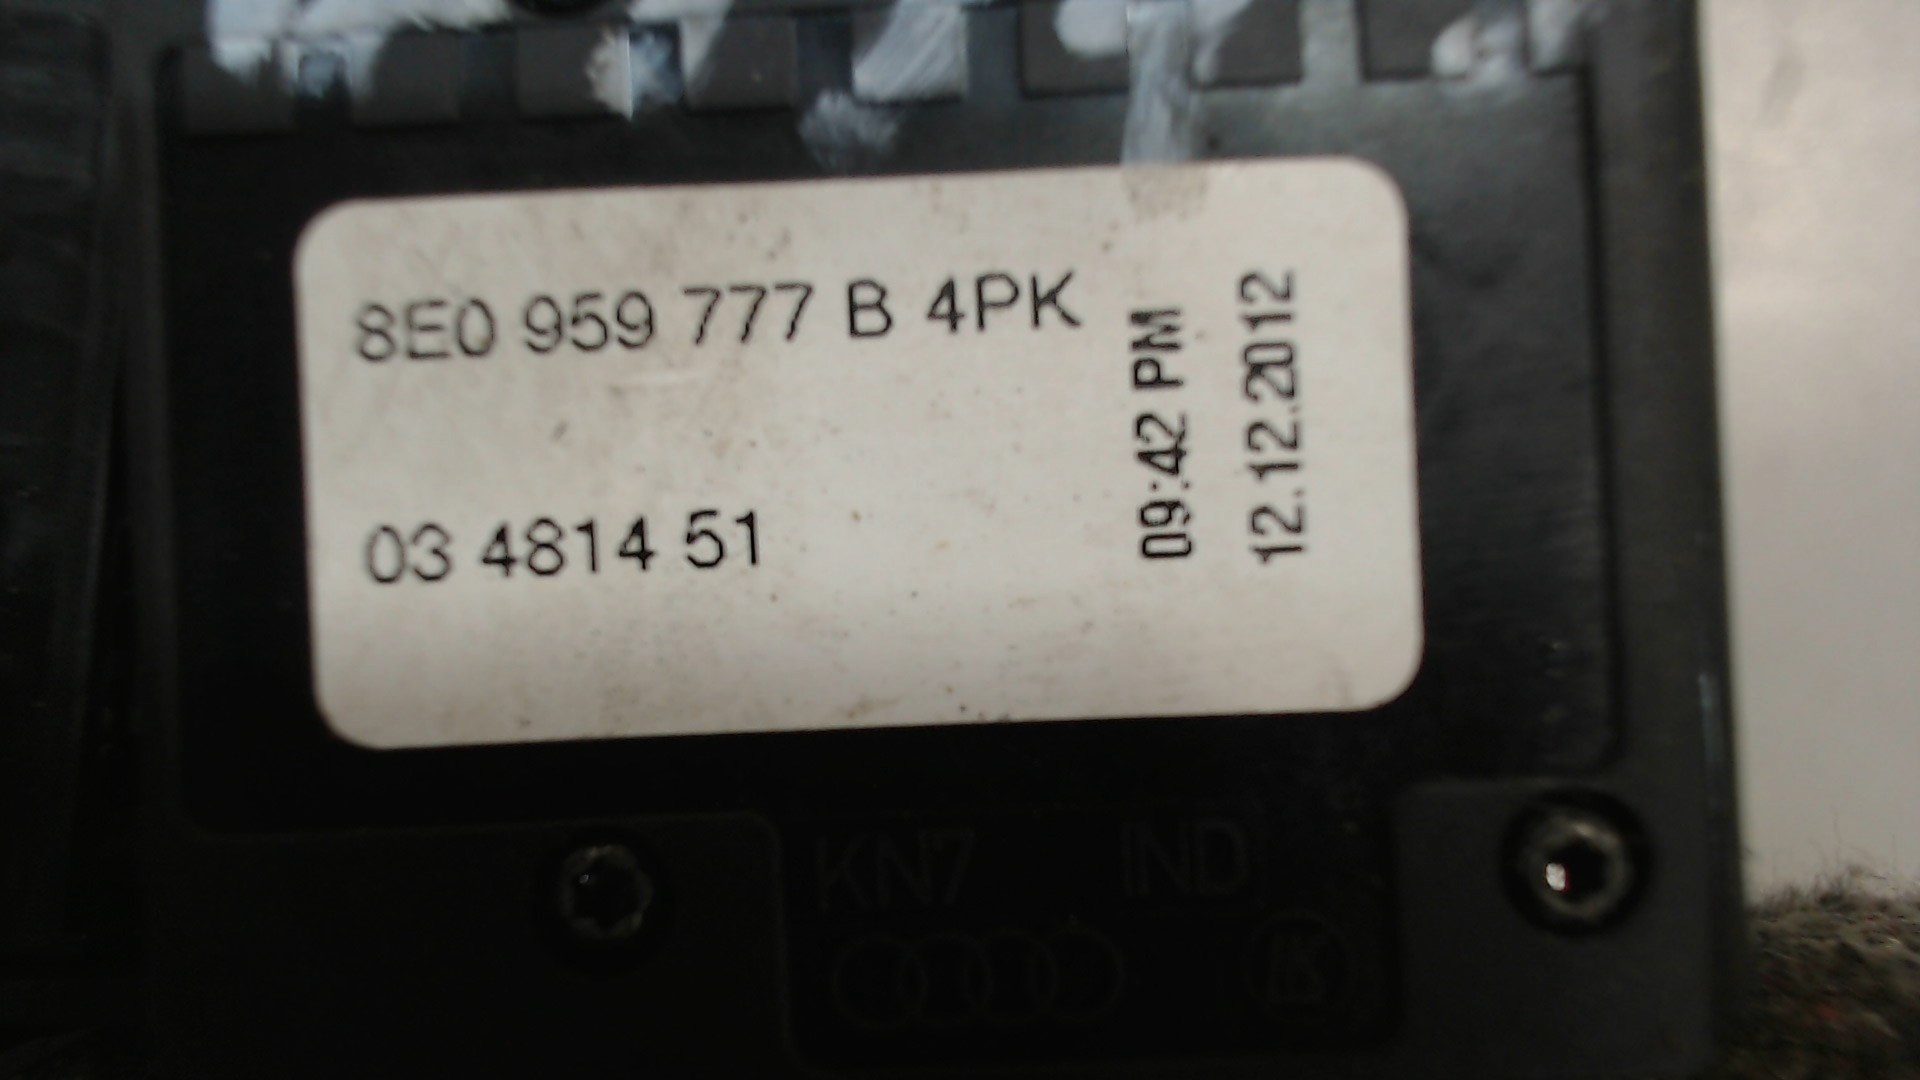 8E0 959 777 B 4PK
03 4814 51
09:42 PM
12.12.2012
KN7 IND